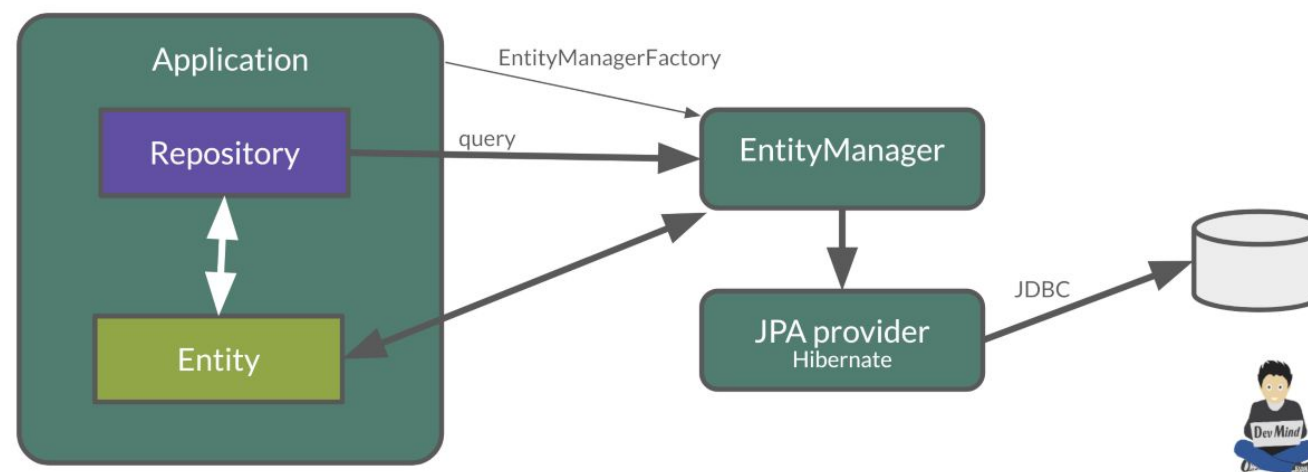 Application
EntityManagerFactory
Repository
query
EntityManager
Entity
JPA provider
Hibernate
JDBC
Dev Mind